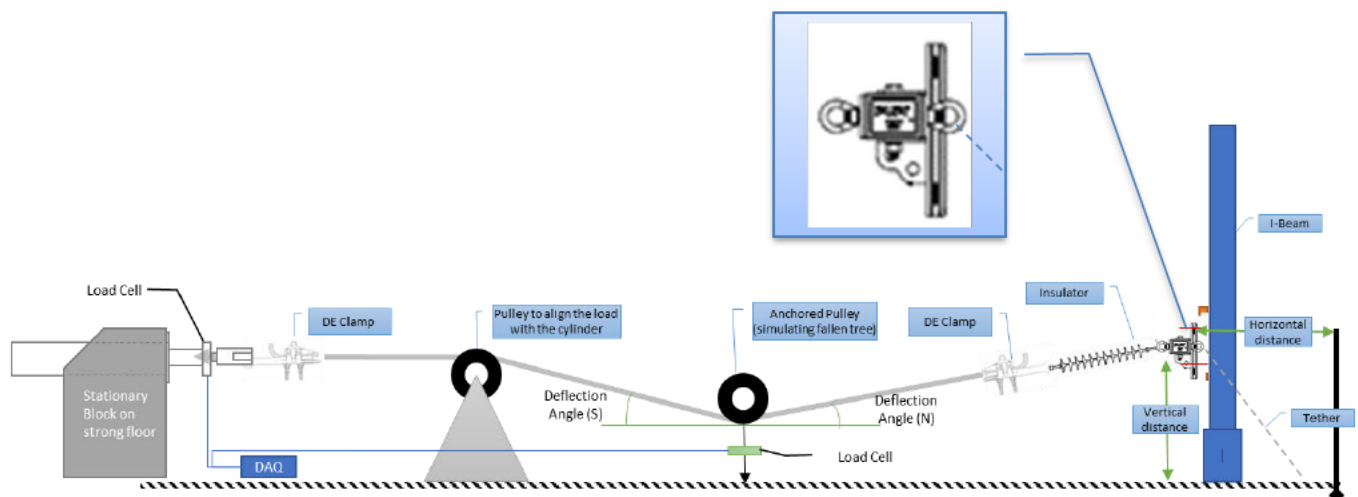 I-Beam
Insulator
Load Cell
DE Clamp
Pulley to align the load
with the cylinder
Anchored Pulley
(simulating fallen tree)
DE Clamp
Horizontal
distance
Stationary
Block on
strong floor
Deflection
Angle (S)
Deflection
Angle (N)
Vertical
distance
Tether
Load Cell
DAQ